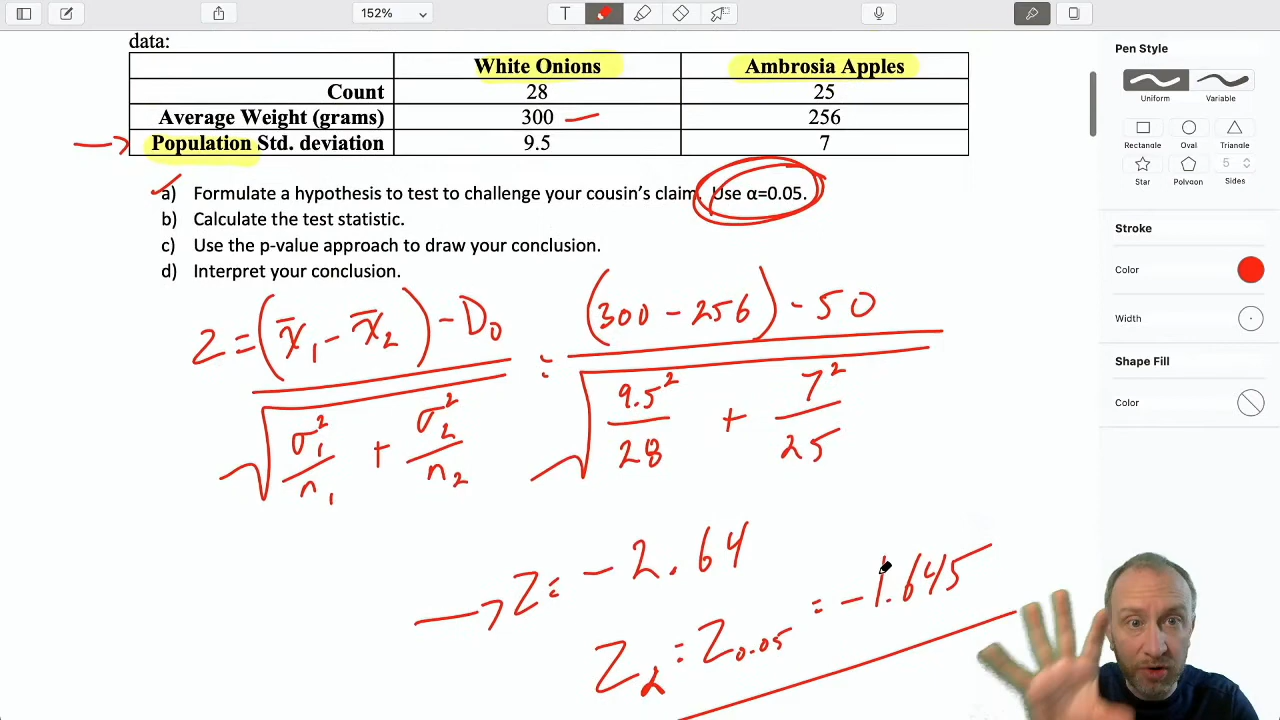 152%
T
data:
White Onions Ambrosia Apples
Count 28 25
Average Weight (grams) 300 256
Population Std. deviation 9.5 7
a) Formulate a hypothesis to test to challenge your cousin's claim. Use α=0.05.
b) Calculate the test statistic.
c) Use the p-value approach to draw your conclusion.
d) Interpret your conclusion.
Z = (x̄₁ - x̄₂) - D₀ = (300 - 256) - 50
√ σ₁²/n₁ + σ₂²/n₂ √ 9.5²/28 + 7²/25
→ Z = -2.64
Zα = Z0.05 = -1.645
Pen Style
Uniform Variable
Rectangle Oval Triangle
Star Polygon 5 Sides
Stroke
Color
Width
Shape Fill
Color